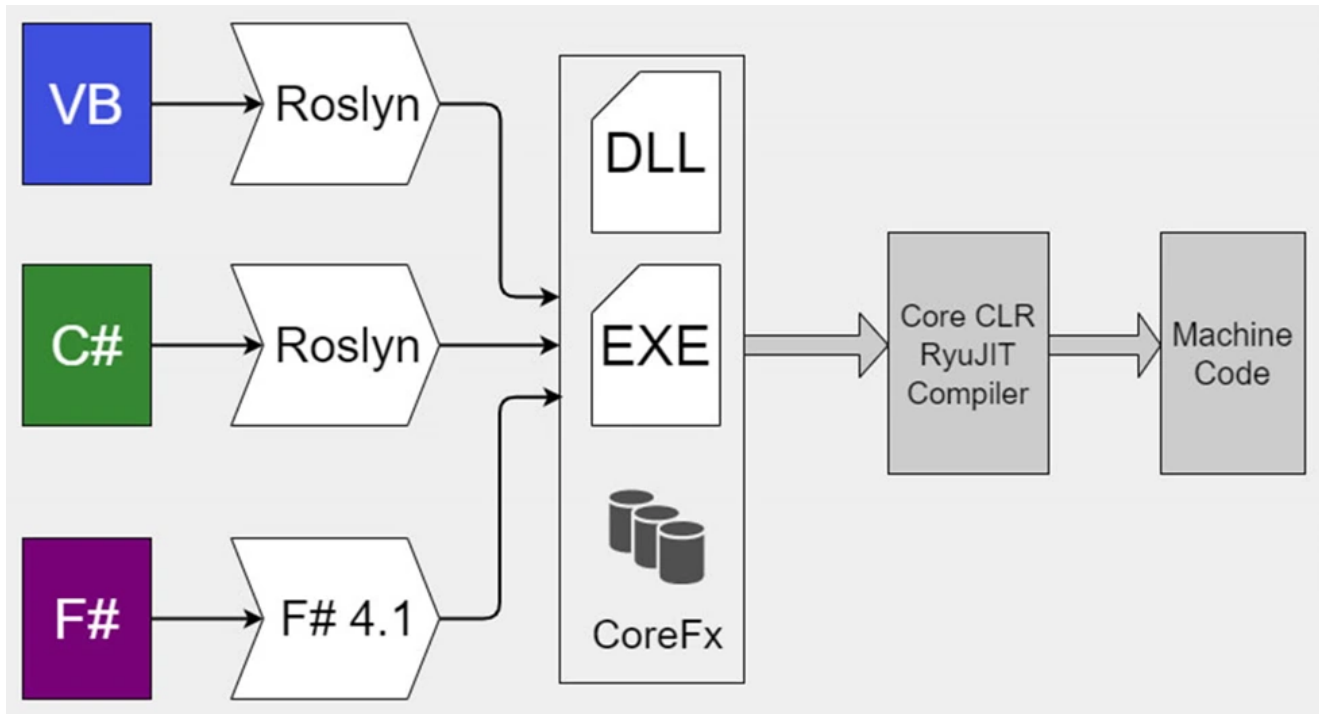 VB
Roslyn
DLL
C#
Roslyn
EXE
Core CLR
RyuJIT
Compiler
Machine
Code
F#
F# 4.1
CoreFx